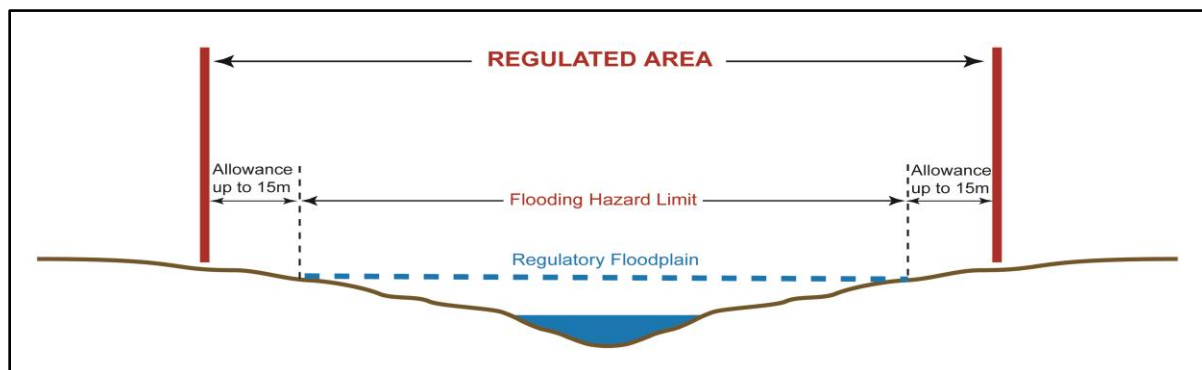 REGULATED AREA
Allowance
up to 15m
Allowance
up to 15m
Flooding Hazard Limit
Regulatory Floodplain